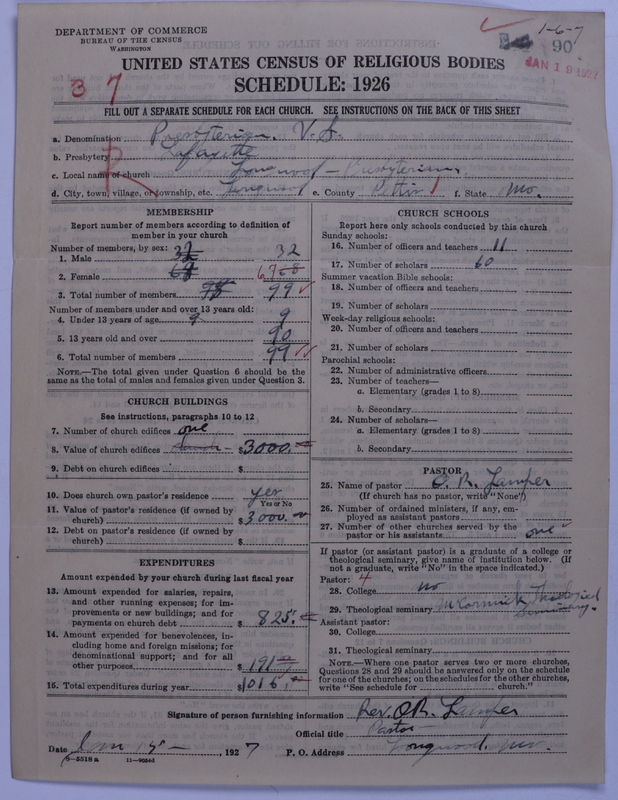 DEPARTMENT OF COMMERCE
BUREAU OF THE CENSUS
WASHINGTON
1-6-7
90
JAN 19 1927
UNITED STATES CENSUS OF RELIGIOUS BODIES
3 7
SCHEDULE: 1926
FILL OUT A SEPARATE SCHEDULE FOR EACH CHURCH. SEE INSTRUCTIONS ON THE BACK OF THIS SHEET
a. Denomination Presbyterian. U.S.
b. Presbytery Lafayette
R
c. Local name of church Longwood - Presbyterian.
d. City, town, village, or township, etc. Longwood e. County Pettis f. State Mo.
MEMBERSHIP
Report number of members according to definition of
member in your church
Number of members, by sex:
1. Male 32
2. Female 68 67
3. Total number of members 99
Number of members under and over 13 years old:
4. Under 13 years of age 9 9
5. 13 years old and over 90
6. Total number of members 99
NOTE.—The total given under Question 6 should be
same as the total of males and females given under Question 3.
CHURCH BUILDINGS
See instructions, paragraphs 10 to 12
7. Number of church edifices one
8. Value of church edifices $3000.
9. Debt on church edifices $
10. Does church own pastor's residence yes
Yes or No
11. Value of pastor's residence (if owned by
church) $3000.
12. Debt on pastor's residence (if owned by
church) $
EXPENDITURES
Amount expended by your church during last fiscal year
13. Amount expended for salaries, repairs,
and other running expenses; for im-
provements or new buildings; and for
payments on church debt $825.
14. Amount expended for benevolences, in-
cluding home and foreign missions; for
denominational support; and for all
other purposes $191
15. Total expenditures during year $1016.
CHURCH SCHOOLS
Report here only schools conducted by this church
Sunday schools:
16. Number of officers and teachers 11
17. Number of scholars 60
Summer vacation Bible schools:
18. Number of officers and teachers
19. Number of scholars
Week-day religious schools:
20. Number of officers and teachers
21. Number of scholars
Parochial schools:
22. Number of administrative officers
23. Number of teachers—
a. Elementary (grades 1 to 8)
b. Secondary
24. Number of scholars—
a. Elementary (grades 1 to 8)
b. Secondary
PASTOR
25. Name of pastor O. R. Lamper
(If church has no pastor, write "None")
26. Number of ordained ministers, if any, em-
ployed as assistant pastors
27. Number of other churches served by the
pastor or his assistants one
If pastor (or assistant pastor) is a graduate of a college or
theological seminary, give name of institution below. (If
not a graduate, write "No" in the space indicated.)
Pastor: 4
28. College no
29. Theological seminary McCormick Theological Seminary.
Assistant pastor:
30. College
31. Theological seminary
NOTE.—Where one pastor serves two or more churches,
Questions 28 and 29 should be answered only on the schedule
for one of the churches; on the schedules for the other churches,
write "See schedule for church."
Signature of person furnishing information Rev. O.R. Lamper
Official title Pastor
Date Jan 15 1927 P. O. Address Longwood, Mo.
6-5518 a